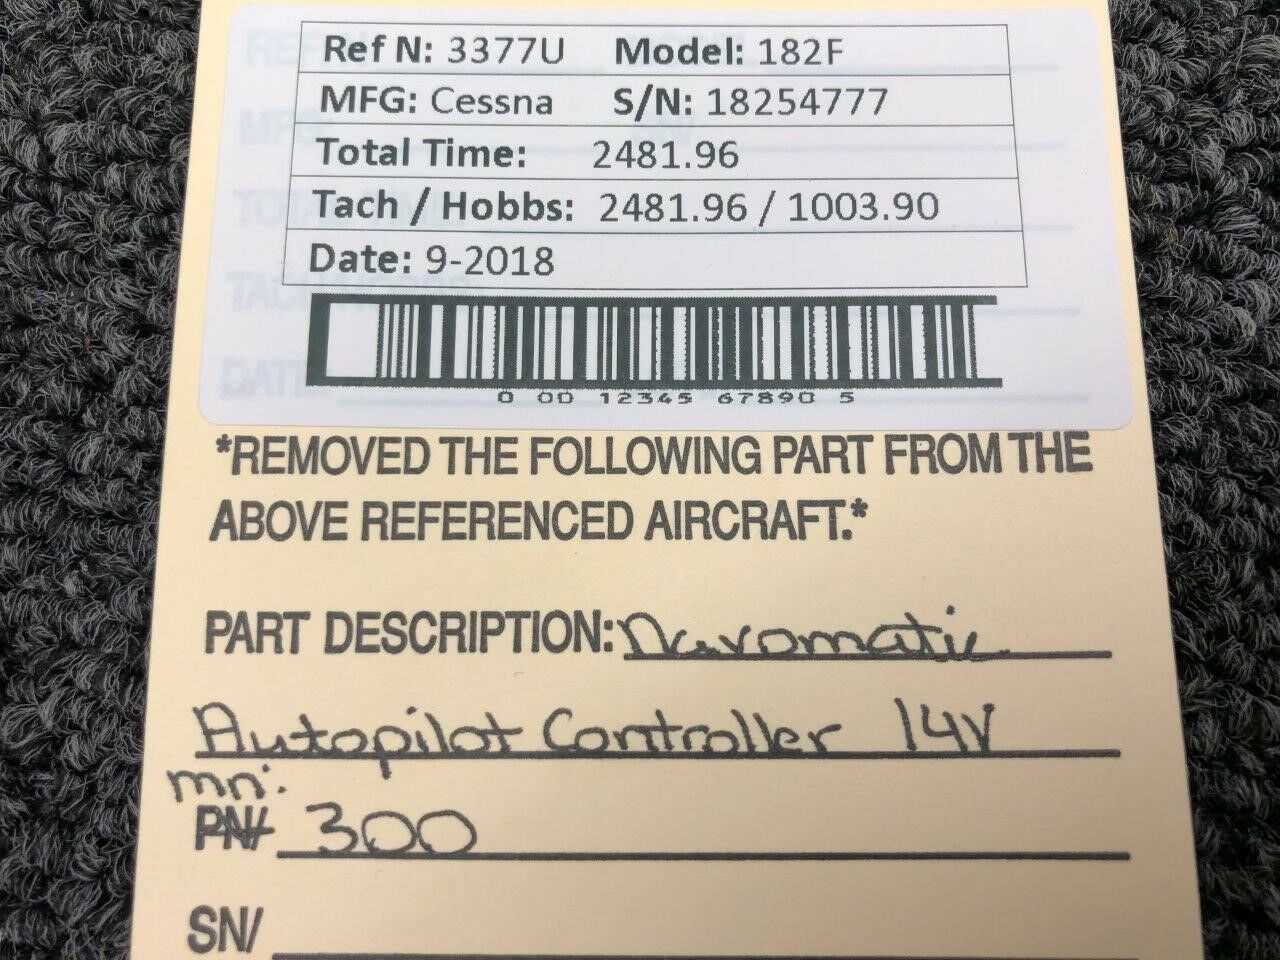 Ref N: 3377U Model: 182F
MFG: Cessna S/N: 18254777
Total Time: 2481.96
Tach / Hobbs: 2481.96 / 1003.90
Date: 9-2018
0 00 12345 67890 5
*REMOVED THE FOLLOWING PART FROM THE
ABOVE REFERENCED AIRCRAFT.*
PART DESCRIPTION: Navomatic
Autopilot Controller 14V
mn:
PN/ 300
SN/